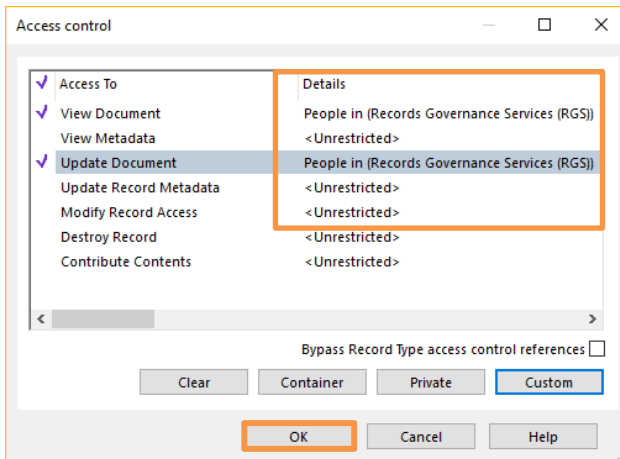 Access control
Access To Details
View Document People in (Records Governance Services (RGS))
View Metadata <Unrestricted>
Update Document People in (Records Governance Services (RGS))
Update Record Metadata <Unrestricted>
Modify Record Access <Unrestricted>
Destroy Record <Unrestricted>
Contribute Contents <Unrestricted>
Bypass Record Type access control references
Clear Container Private Custom
OK Cancel Help